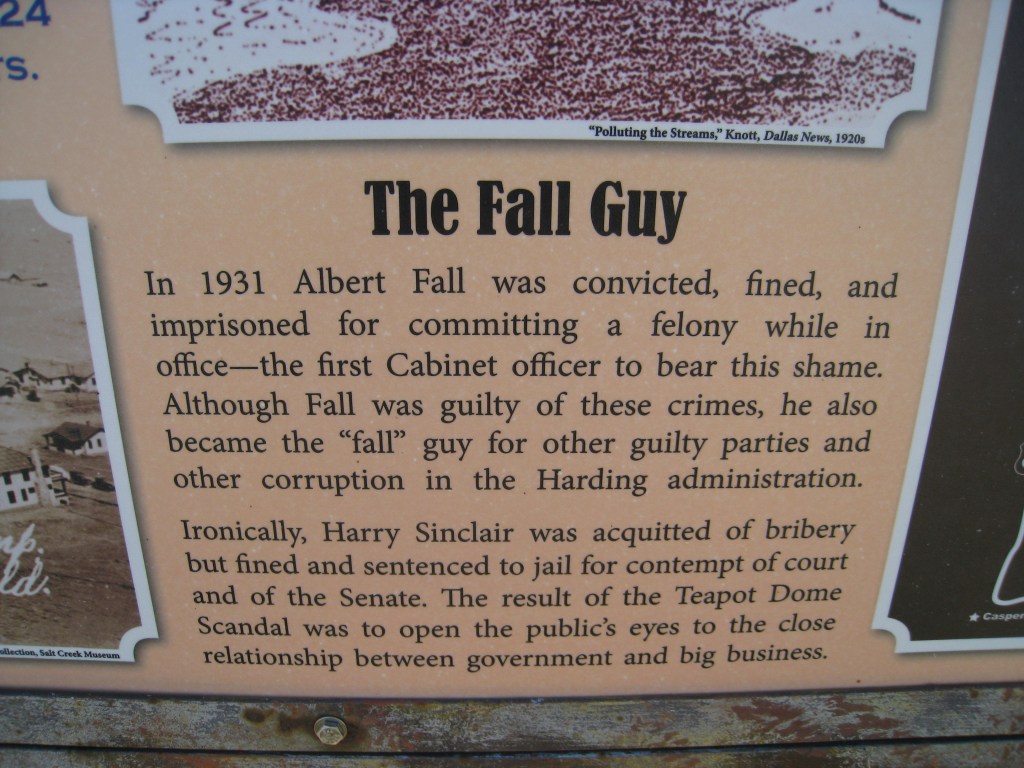 24
"Polluting the Streams," Knott, Dallas News, 1920s
The Fall Guy
In 1931 Albert Fall was convicted, fined, and
imprisoned for committing a felony while in
office—the first Cabinet officer to bear this shame.
Although Fall was guilty of these crimes, he also
became the “fall” guy for other guilty parties and
other corruption in the Harding administration.
Ironically, Harry Sinclair was acquitted of bribery
but fined and sentenced to jail for contempt of court
and of the Senate. The result of the Teapot Dome
Scandal was to open the public’s eyes to the close
relationship between government and big business.
Salt Creek Museum
Casper